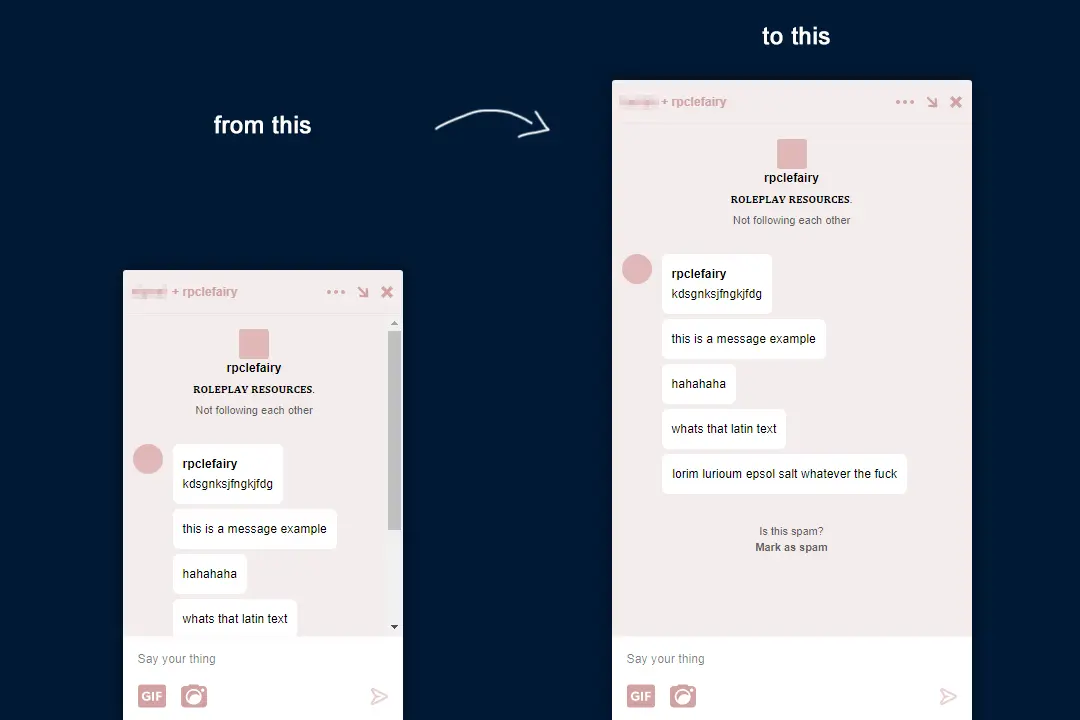 from this
+ rpclefairy
rpclefairy
ROLEPLAY RESOURCES.
Not following each other
rpclefairy
kdsgnksjfngkjfdg
this is a message example
hahahaha
whats that latin text
Say your thing
GIF
to this
+ rpclefairy
rpclefairy
ROLEPLAY RESOURCES.
Not following each other
rpclefairy
kdsgnksjfngkjfdg
this is a message example
hahahaha
whats that latin text
lorim lurioum epsol salt whatever the fuck
Is this spam?
Mark as spam
Say your thing
GIF